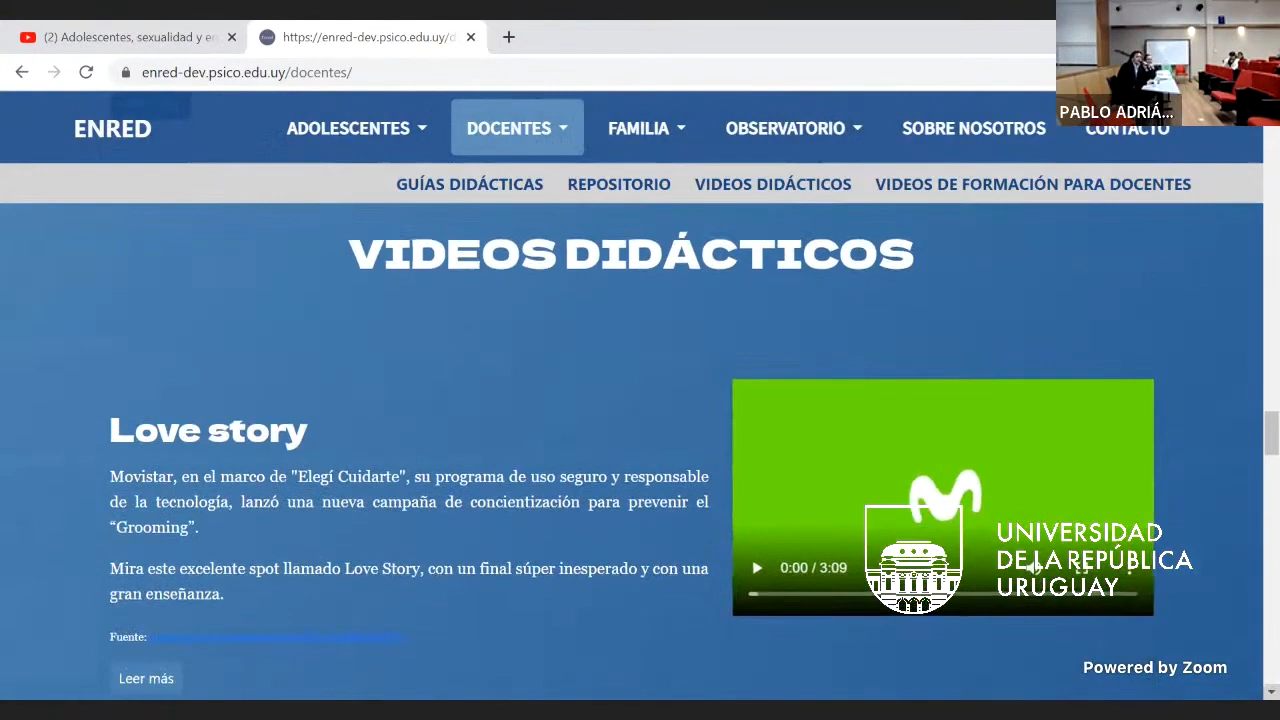 (2) Adolescentes, sexualidad y en
https://enred-dev.psico.edu.uy/d
enred-dev.psico.edu.uy/docentes/
PABLO ADRIÁ...
ENRED
ADOLESCENTES
DOCENTES
FAMILIA
OBSERVATORIO
SOBRE NOSOTROS
CONTACTO
GUÍAS DIDÁCTICAS
REPOSITORIO
VIDEOS DIDÁCTICOS
VIDEOS DE FORMACIÓN PARA DOCENTES
VIDEOS DIDÁCTICOS
Love story
Movistar, en el marco de "Elegí Cuidarte", su programa de uso seguro y responsable
de la tecnología, lanzó una nueva campaña de concientización para prevenir el
“Grooming”.
Mira este excelente spot llamado Love Story, con un final súper inesperado y con una
gran enseñanza.
Fuente:
Leer más
0:00 / 3:09
UNIVERSIDAD
DE LA REPÚBLICA
URUGUAY
Powered by Zoom